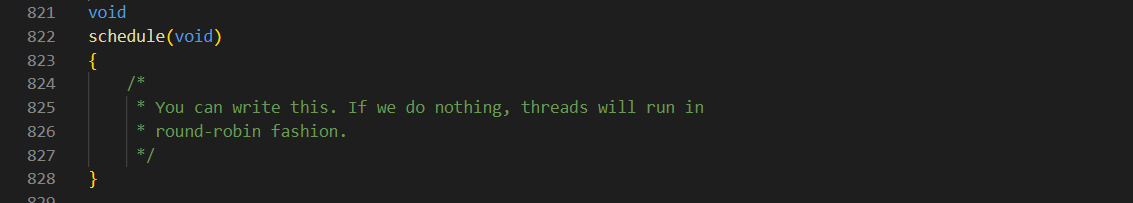 821 void
822 schedule(void)
823 {
824 /*
825 * You can write this. If we do nothing, threads will run in
826 * round-robin fashion.
827 */
828 }
829